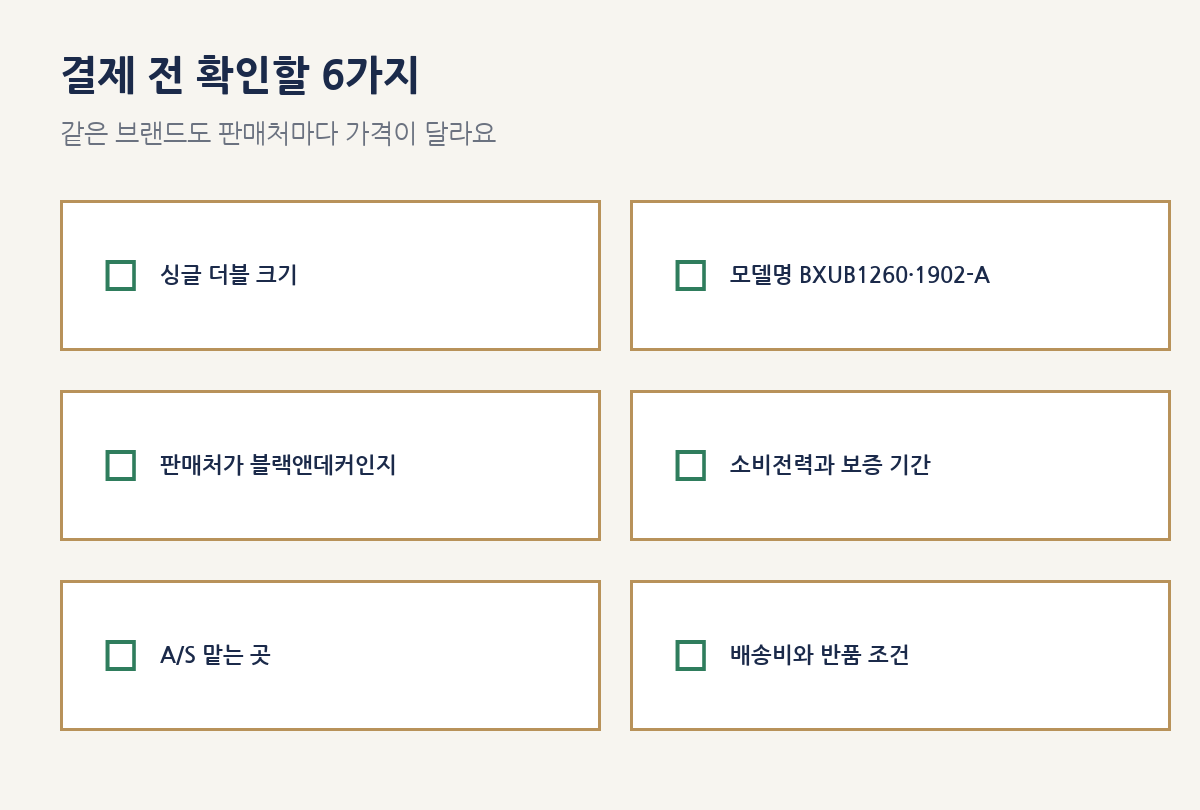 결제 전 확인할 6가지
같은 브랜드도 판매처마다 가격이 달라요
싱글 더블 크기
모델명 BXUB1260·1902-A
판매처가 블랙앤데커인지
소비전력과 보증 기간
A/S 맡는 곳
배송비와 반품 조건